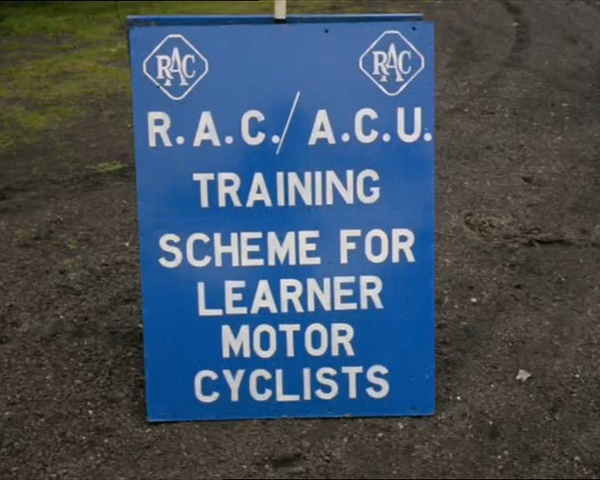 RAC RAC
R.A.C./A.C.U.
TRAINING
SCHEME FOR
LEARNER
MOTOR
CYCLISTS